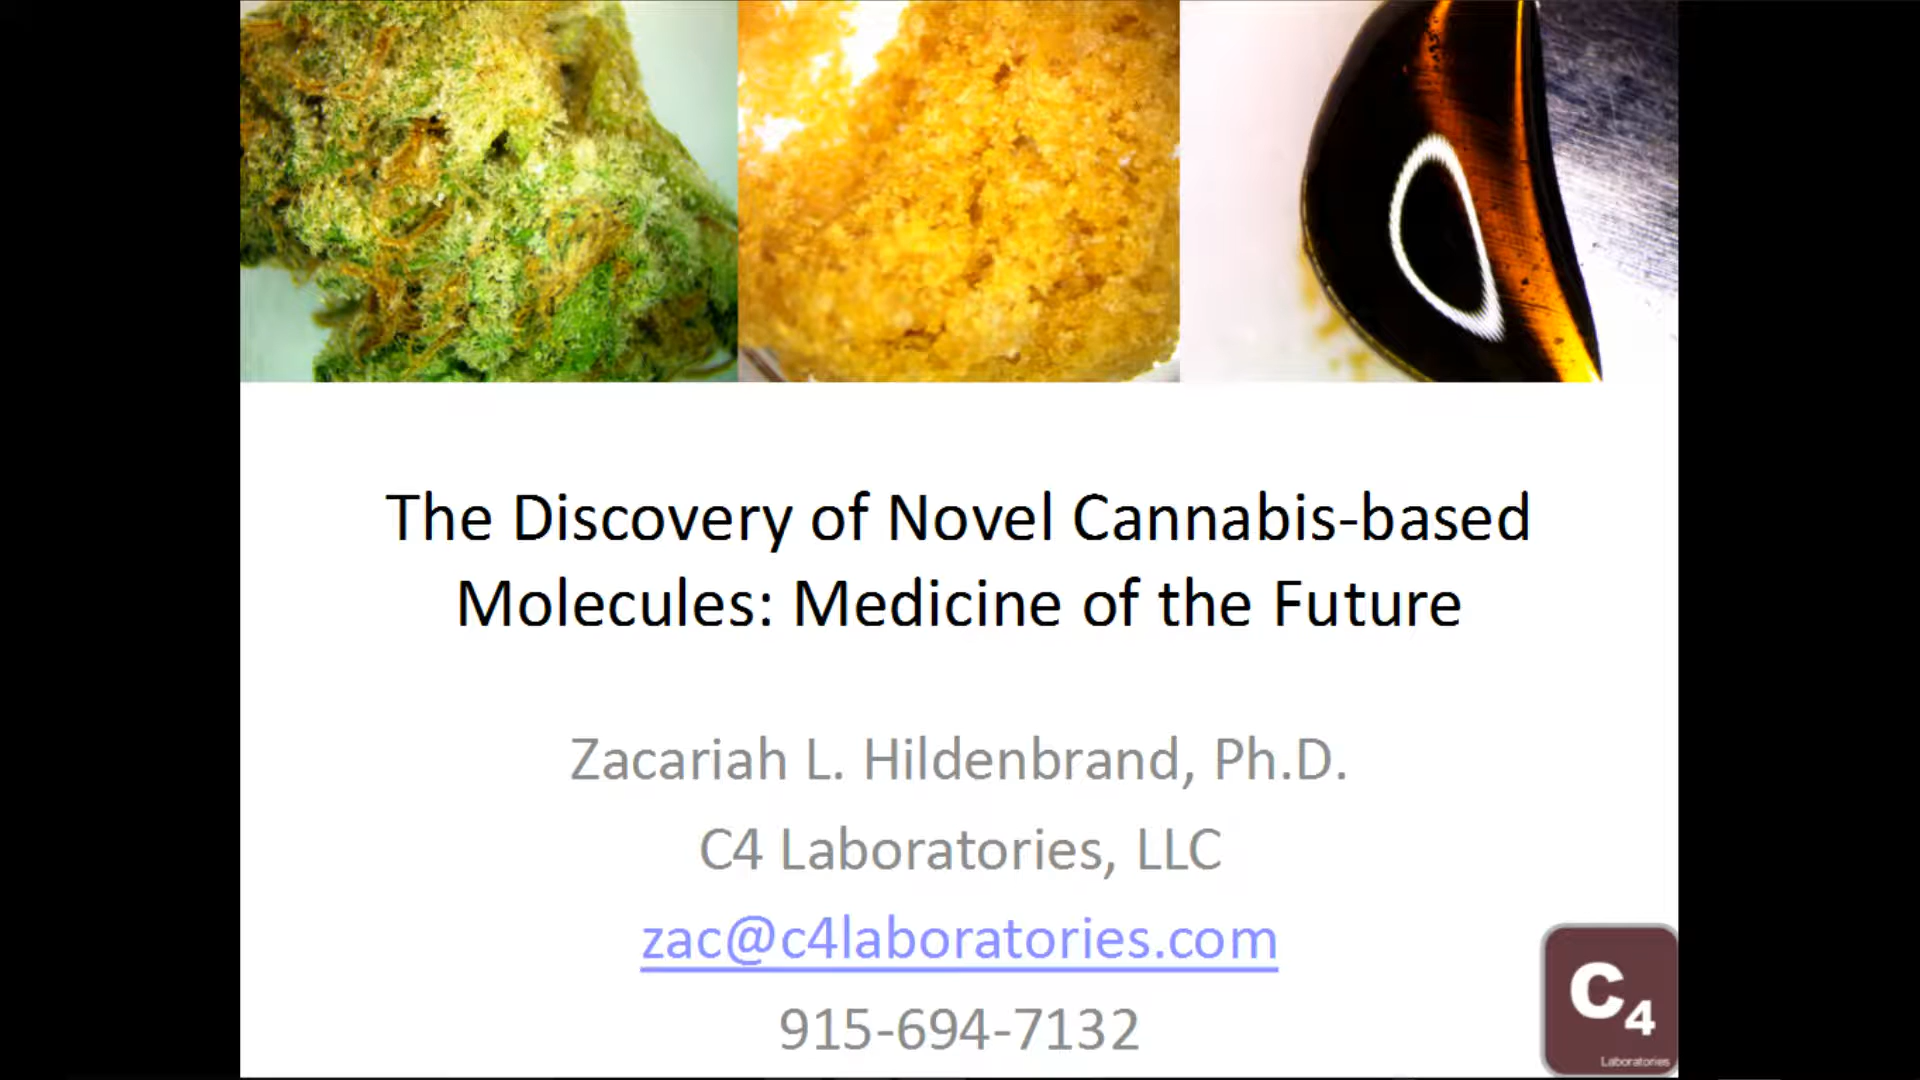 The Discovery of Novel Cannabis-based
Molecules: Medicine of the Future
Zacariah L. Hildenbrand, Ph.D.
C4 Laboratories, LLC
zac@c4laboratories.com
915-694-7132
C4
Laboratories